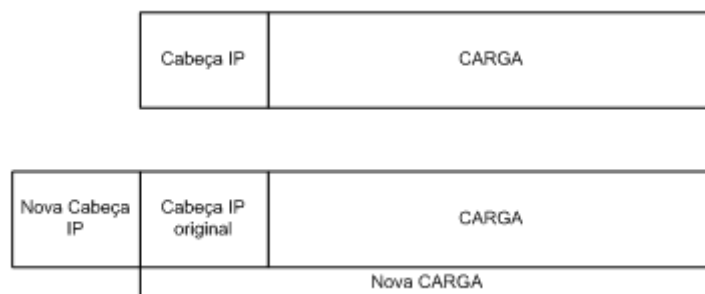 Cabeça IP
CARGA
Nova Cabeça
IP
Cabeça IP
original
CARGA
Nova CARGA